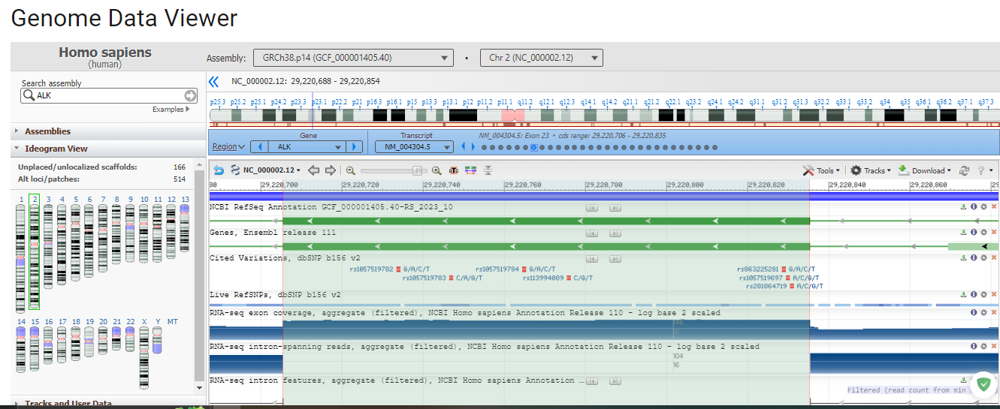 Genome Data Viewer
Homo sapiens
(human)
Assembly: GRCh38.p14 (GCF_000001405.40) · Chr 2 (NC_000002.12)
Search assembly
ALK
Examples
NC_000002.12: 29,220,688 - 29,220,854
p25.3 p25.2 p25.1 p24.2 p23.3 p23.1 p22.2 p21 p16.3 p16.1 p15 p13.3 p12 p11.2 p11.1 q11.2 q12.1 q13 q14.1 q14.2 q21.1 q22.1 q23.3 q24.1 q24.2 q31.1 q31.3 q32.1 q32.3 q33.1 q33.2 q34 q35 q36.1 q36.2 q37.1 q37.3
Assemblies
Ideogram View
Unplaced/unlocalized scaffolds: 166
Alt loci/patches: 514
1 2 3 4 5 6 7 8 9 10 11 12 13
14 15 16 17 18 19 20 21 22 X Y MT
Tracks and User Data
Region
Gene
ALK
Transcript
NM_004304.5
NM_004304.5: Exon 23 • cds range: 29,220,706 - 29,220,835
NC_000002.12
Tools
Tracks
Download
?
80 29,220,700 29,220,720 29,220,740 29,220,760 29,220,780 29,220,800 29,220,820 29,220,840 29,220,860 29
NCBI RefSeq Annotation GCF_000001405.40-RS_2023_10
Genes, Ensembl release 111
Cited Variations, dbSNP b156 v2
rs1057519782 G/A/C/T rs1057519784 G/A/C/T rs863225281 G/A/C/T
rs1057519783 C/A/G/T rs113994089 C/G/T rs1057519697 A/C/G/T
rs281864719 A/C/G/T
Live RefSNPs, dbSNP b156 v2
RNA-seq exon coverage, aggregate (filtered), NCBI Homo sapiens Annotation Release 110 - log base 2 scaled
RNA-seq intron-spanning reads, aggregate (filtered), NCBI Homo sapiens Annotation Release 110 - log base 2 scaled
104
16
RNA-seq intron features, aggregate (filtered), NCBI Homo sapiens Annotation ...
Filtered (read count from min